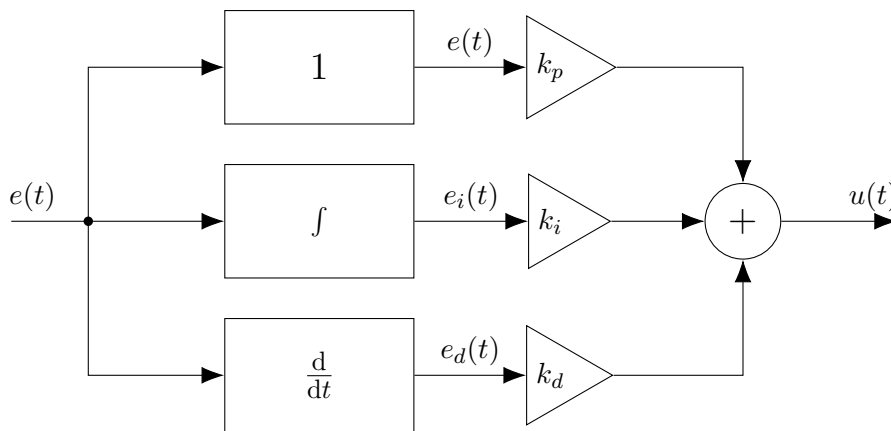 1
e(t)
k_p
e(t)
∫
e_i(t)
k_i
+
u(t)
d/dt
e_d(t)
k_d